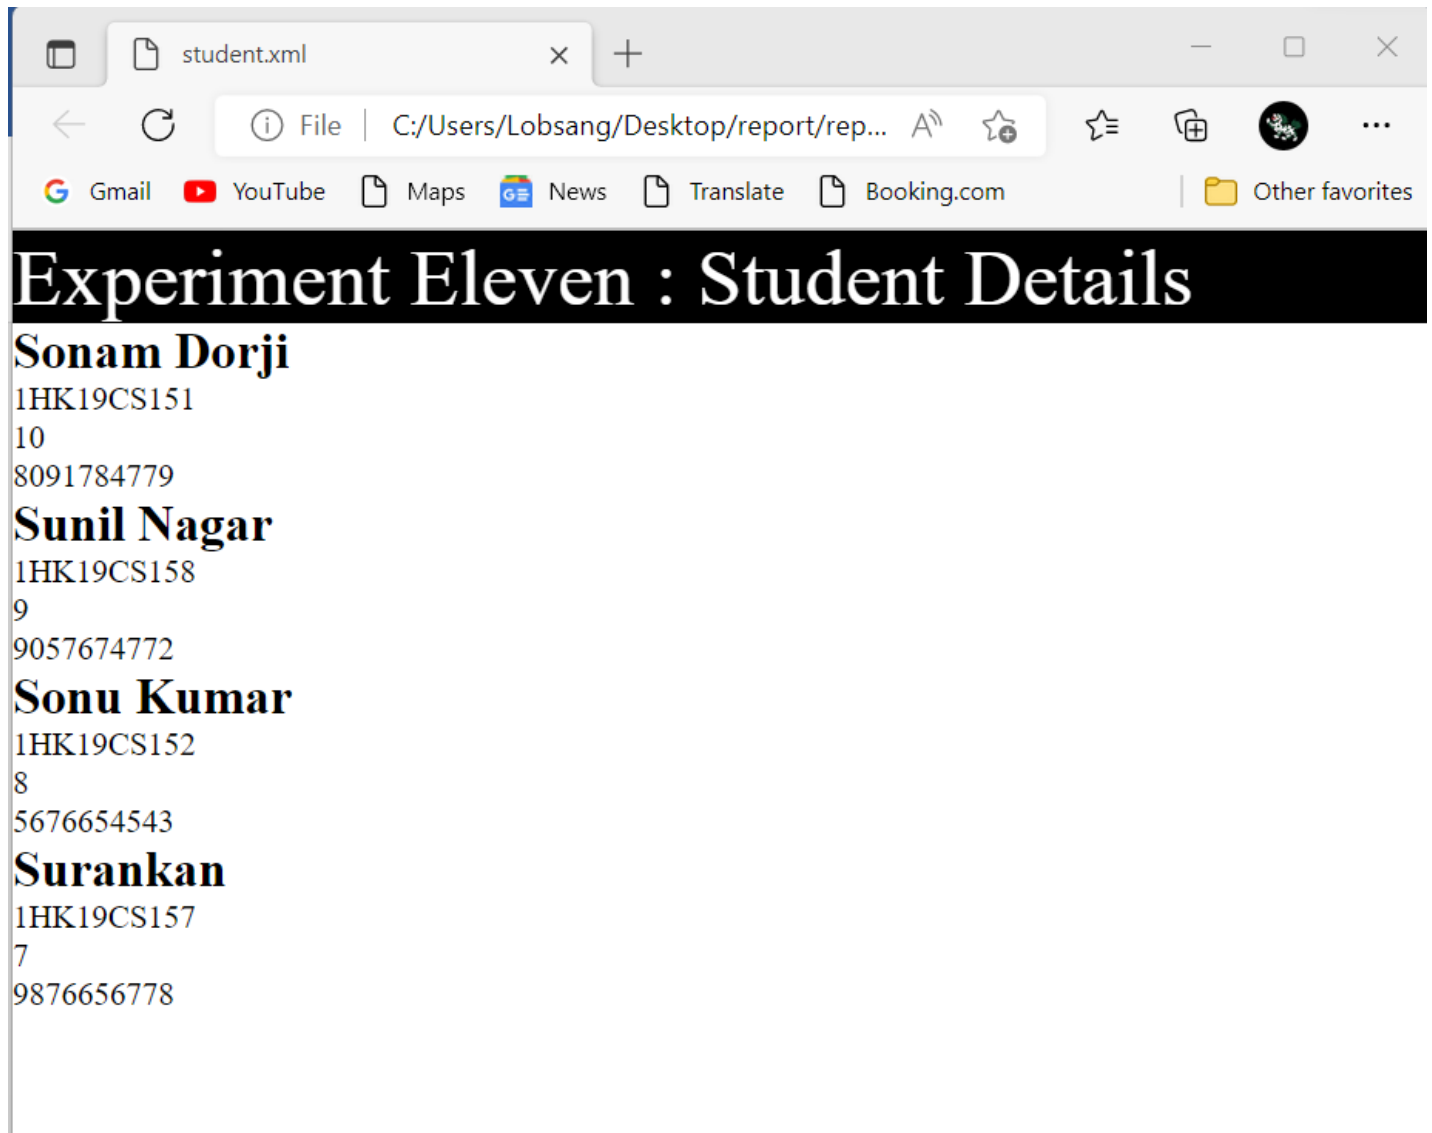 student.xml
File C:/Users/Lobsang/Desktop/report/rep...
Gmail YouTube Maps News Translate Booking.com Other favorites
Experiment Eleven : Student Details
Sonam Dorji
1HK19CS151
10
8091784779
Sunil Nagar
1HK19CS158
9
9057674772
Sonu Kumar
1HK19CS152
8
5676654543
Surankan
1HK19CS157
7
9876656778